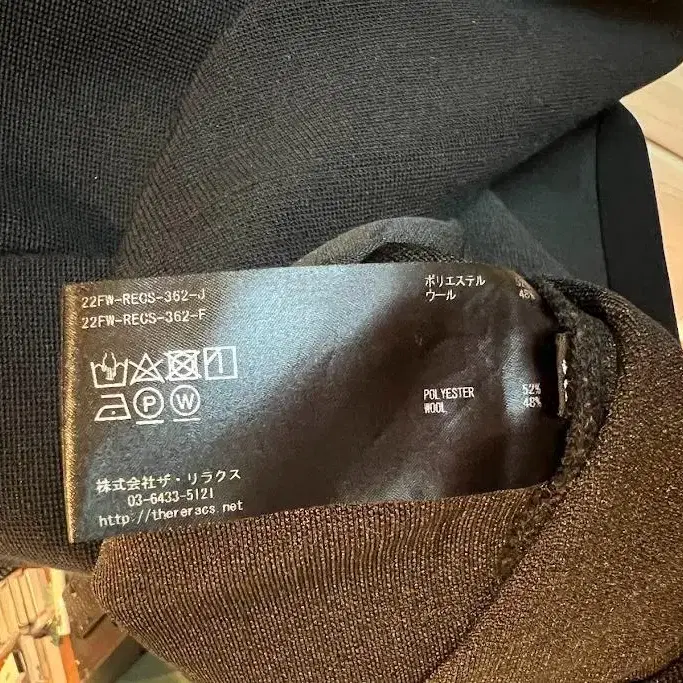 22FW-RECS-362-J
22FW-RECS-362-F
ポリエステル
ウール 48%
P W
POLYESTER 52%
WOOL 48%
株式会社ザ・リラクス
03-6433-5121
http://thereracs.net